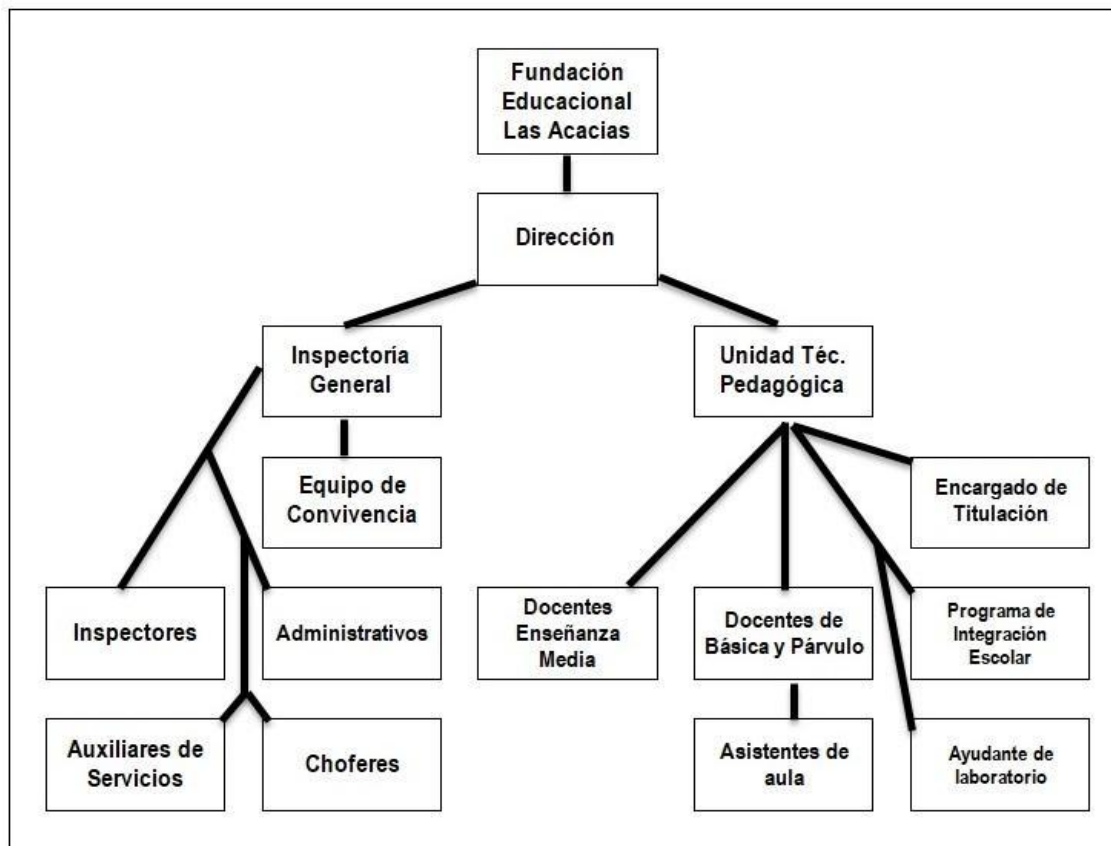 Fundación
Educacional
Las Acacias
Dirección
Inspectoría
General
Unidad Téc.
Pedagógica
Equipo de
Convivencia
Encargado de
Titulación
Inspectores
Administrativos
Docentes
Enseñanza
Media
Docentes de
Básica y Párvulo
Programa de
Integración
Escolar
Auxiliares de
Servicios
Choferes
Asistentes de
aula
Ayudante de
laboratorio